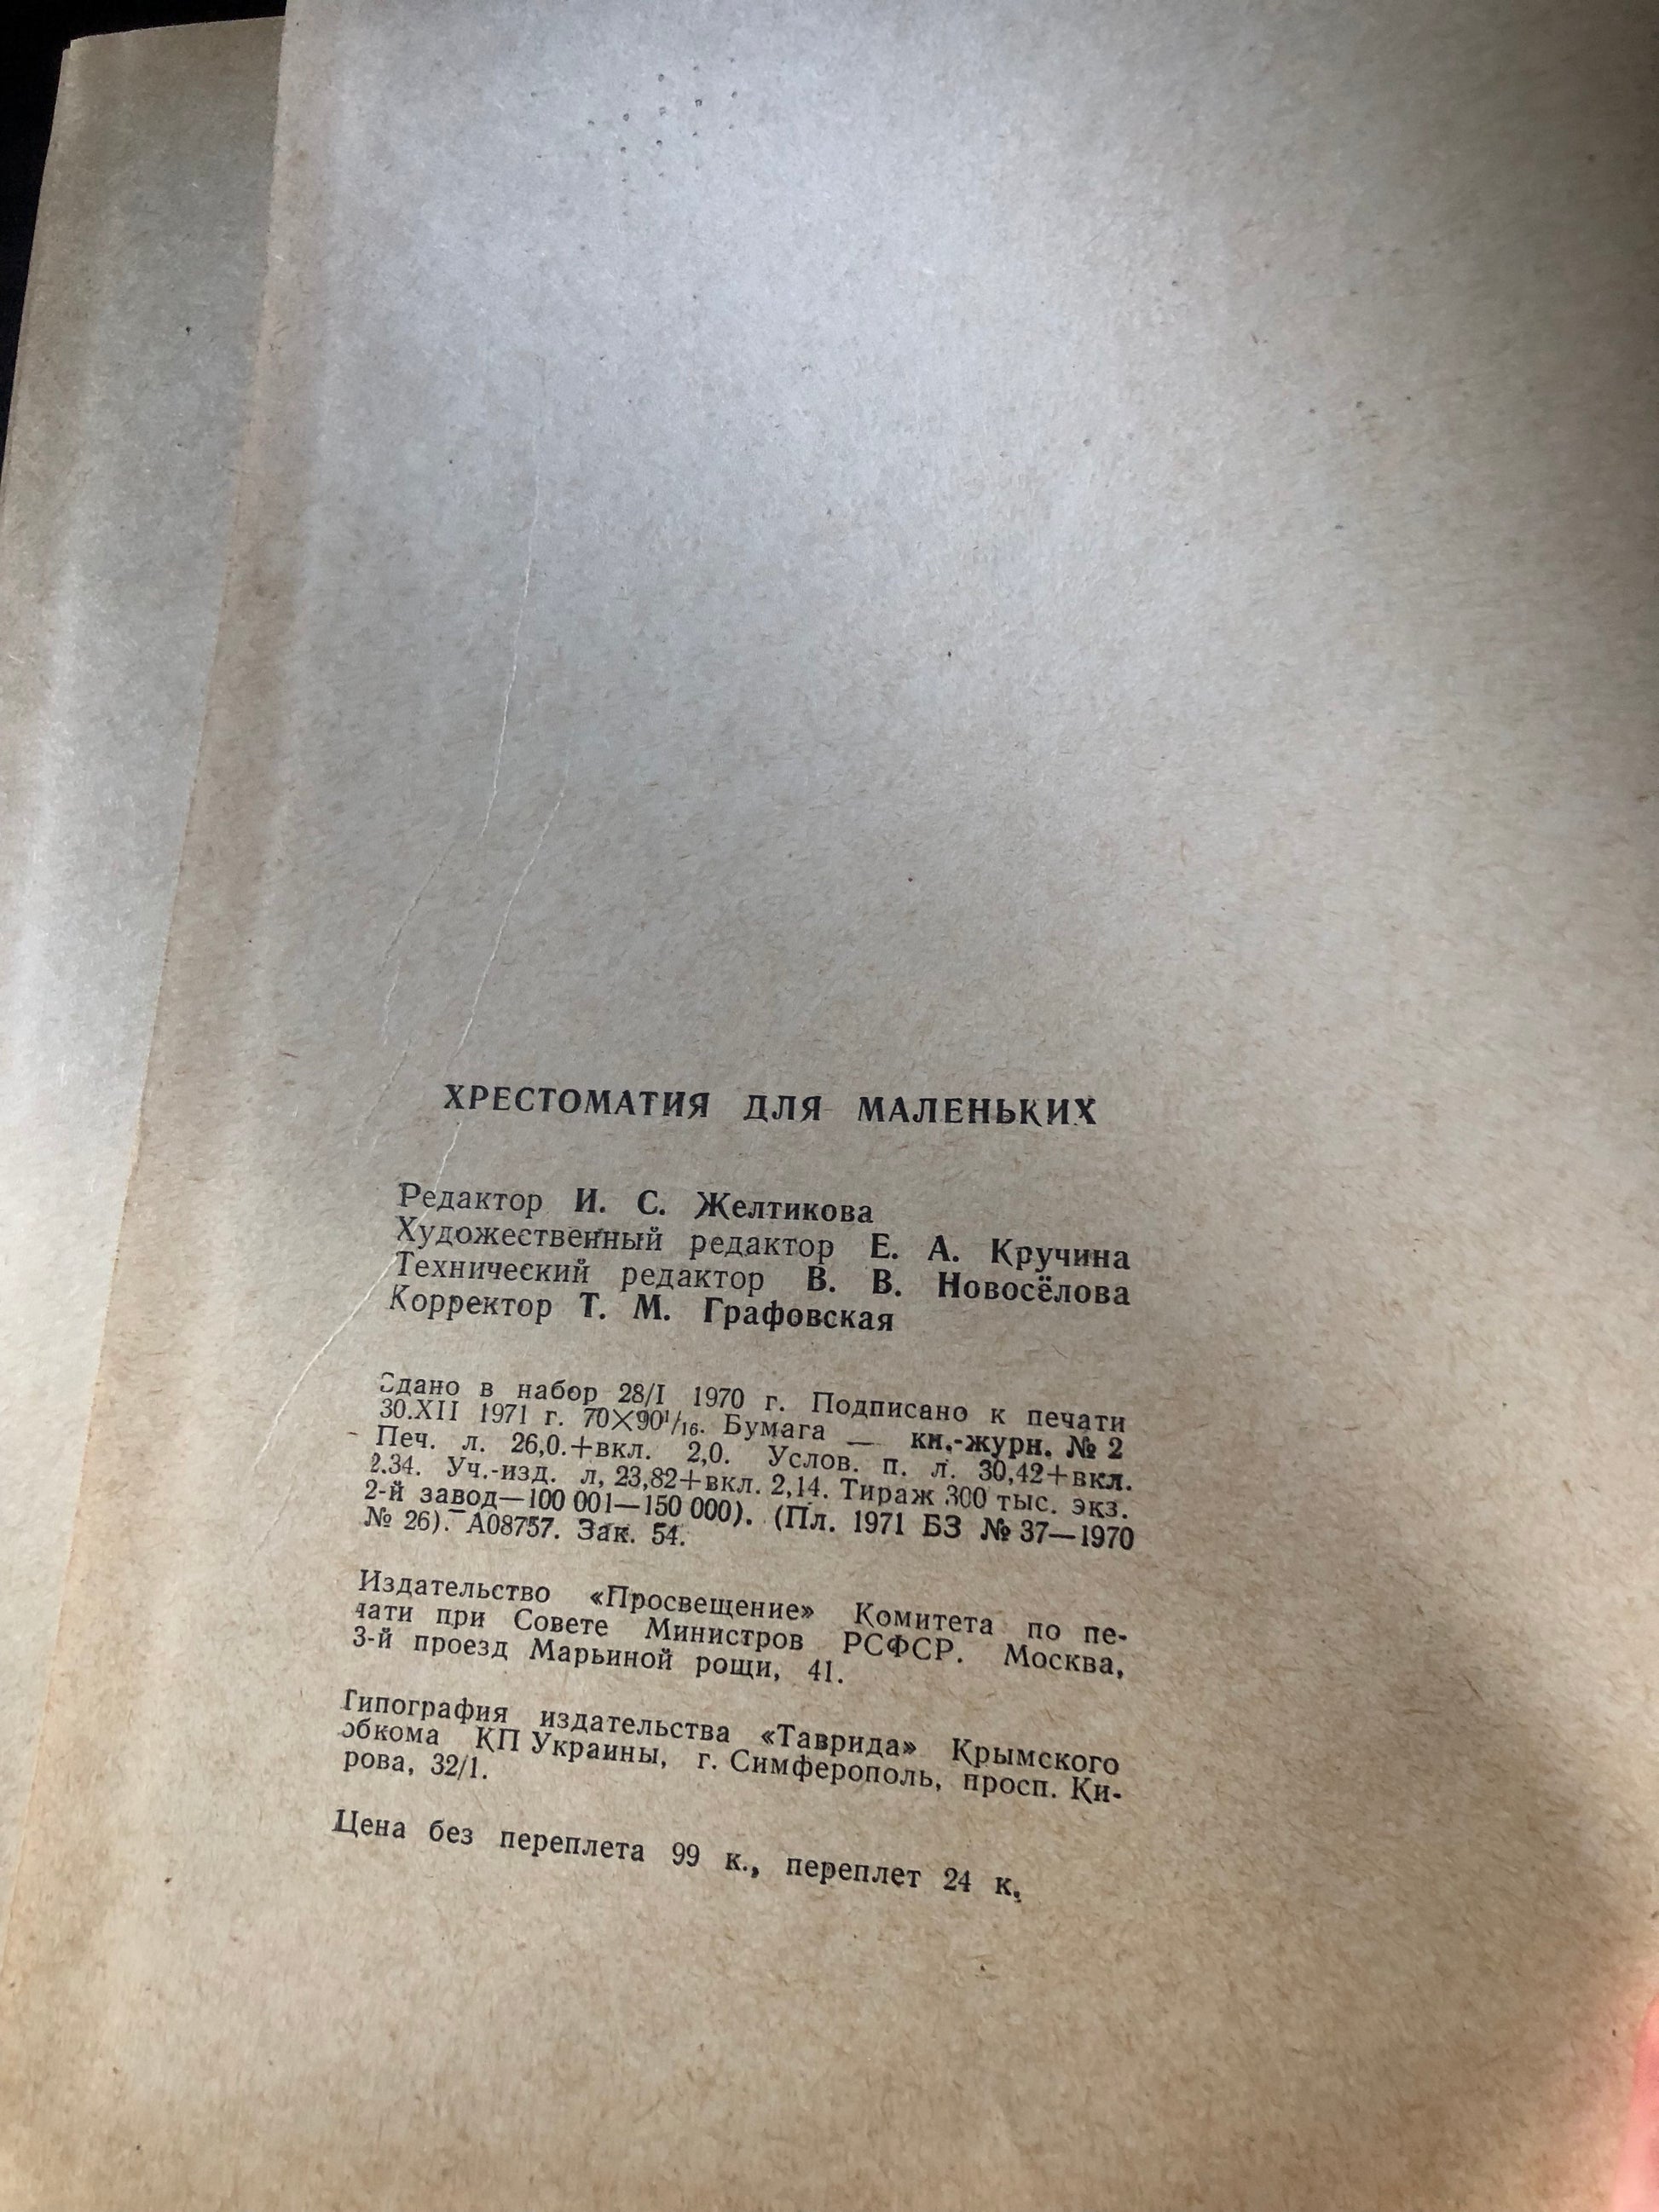 ХРЕСТОМАТИЯ ДЛЯ МАЛЕНЬКИХ
Редактор И. С. Желтикова
Художественный редактор Е. А. Кручина
Технический редактор В. В. Новосёлова
Корректор Т. М. Графовская
Сдано в набор 28/I 1970 г. Подписано к печати
30.XII 1971 г. 70×90¹/₁₆. Бумага — кн.-журн. № 2
Печ. л. 26,0.+вкл. 2,0. Услов. п. л. 30,42+вкл.
2.34. Уч.-изд. л, 23,82+вкл. 2,14. Тираж 300 тыс. экз.
2-й завод—100 001—150 000). (Пл. 1971 БЗ № 37—1970
№ 26). А08757. Зак. 54.
Издательство «Просвещение» Комитета по пе-
чати при Совете Министров РСФСР. Москва,
3-й проезд Марьиной рощи, 41.
Типография издательства «Таврида» Крымского
обкома КП Украины, г. Симферополь, просп. Ки-
рова, 32/1.
Цена без переплета 99 к., переплет 24 к.